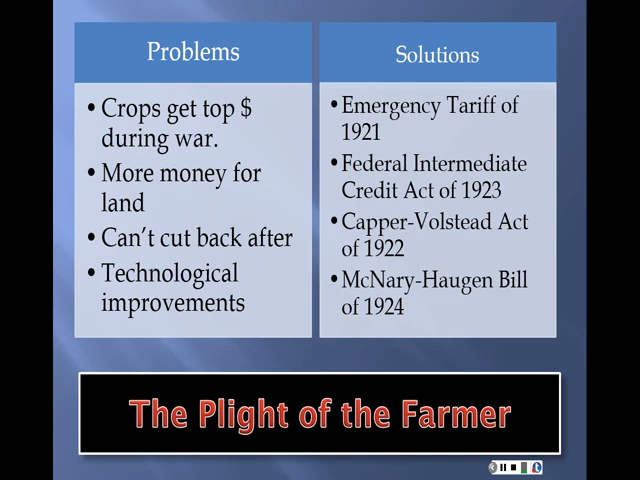 Problems
• Crops get top $
during war.
• More money for
land
• Can't cut back after
• Technological
improvements
Solutions
• Emergency Tariff of
1921
• Federal Intermediate
Credit Act of 1923
• Capper-Volstead Act
of 1922
• McNary-Haugen Bill
of 1924
The Plight of the Farmer